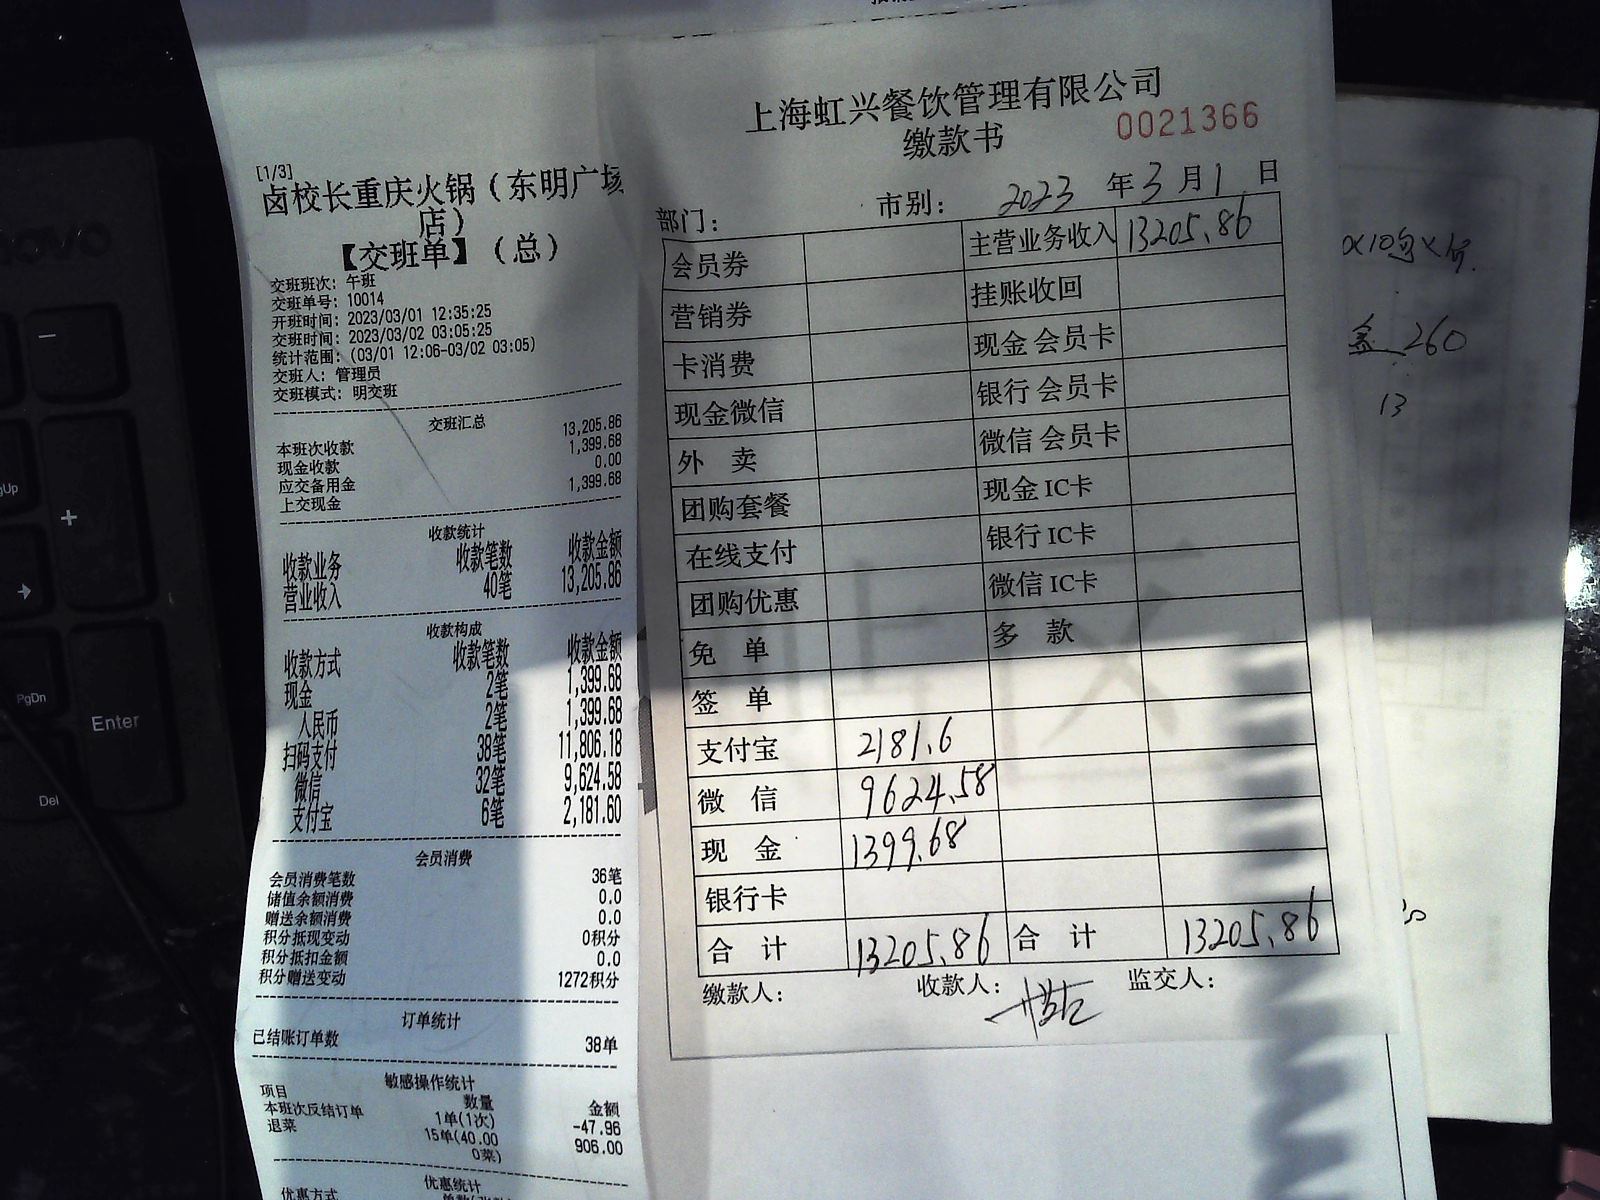 [1/3]
卤校长重庆火锅（东明广场
店）
【交班单】（总）
交班班次: 午班
交班单号: 10014
开班时间: 2023/03/01 12:35:25
交班时间: 2023/03/02 03:05:25
统计范围: (03/01 12:06-03/02 03:05)
交班人: 管理员
交班模式: 明交班
交班汇总
本班次收款 13,205.86
现金收款 1,399.68
应交备用金 0.00
上交现金 1,399.68
收款统计
收款业务 收款笔数 收款金额
营业收入 40笔 13,205.86
收款构成
收款方式 收款笔数 收款金额
现金 2笔 1,399.68
人民币 2笔 1,399.68
扫码支付 38笔 11,806.18
微信 32笔 9,624.58
支付宝 6笔 2,181.60
会员消费
会员消费笔数 36笔
储值余额消费 0.0
赠送余额消费 0.0
积分抵现变动 0积分
积分抵扣金额 0.0
积分赠送变动 1272积分
订单统计
已结账订单数 38单
敏感操作统计
项目 数量 金额
本班次反结订单 1单(1次) -47.96
退菜 15单(40.00 906.00
0菜)
优惠统计
优惠方式
上海虹兴餐饮管理有限公司
缴款书 0021366
部门: 市别: 2023 年 3 月 1 日
会员券 主营业务收入 13205.86
营销券 挂账收回
卡消费 现金 会员卡
现金微信 银行 会员卡
外 卖 微信 会员卡
团购套餐 现金 IC卡
在线支付 银行 IC卡
团购优惠 微信 IC卡
免 单 多 款
签 单
支付宝 2181.6
微 信 9624.58
现 金 1399.68
银行卡
合 计 13205.86 合 计 13205.86
缴款人: 收款人: 监交人:
260
13
PgUp
PgDn
Enter
Del
+